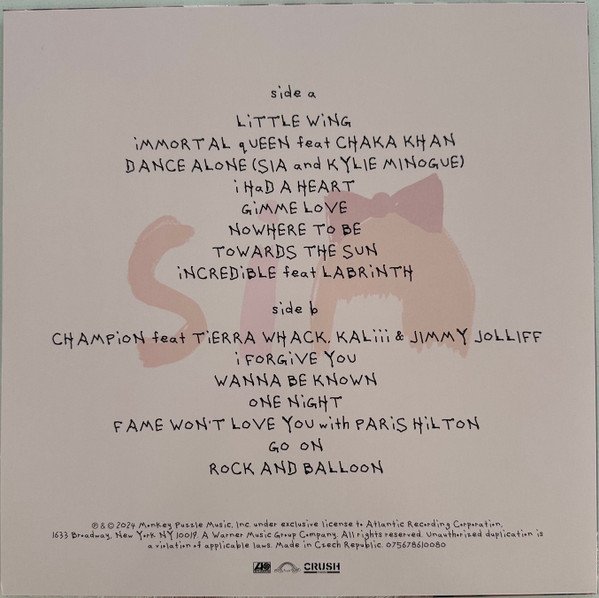 side a
LiTTLE WiNG
iMMORTAL qUEEN feat CHAKA KHAN
DANCE ALONE (SIA and KYLIE MINOGUE)
i HaD A HEART
GiMME LOVE
NOWHERE TO BE
TOWARDS THE SUN
iNCREDiBLE feat LABRiNTH
SiA
side b
CHAMPiON feat TiERRA WHACK, KALiii & JIMMY JOLLIFF
i FORGiVE YOU
WANNA BE KNOWN
ONE NiGHT
FAME WON'T LOVE YOU with PARiS HiLTON
GO ON
ROCK AND BALLOON
℗ & © 2024 Monkey Puzzle Music, Inc. under exclusive license to Atlantic Recording Corporation,
1633 Broadway, New York NY 10019. A Warner Music Group Company. All rights reserved. Unauthorized duplication is
a violation of applicable laws. Made in Czech Republic. 075678610080
CRUSH